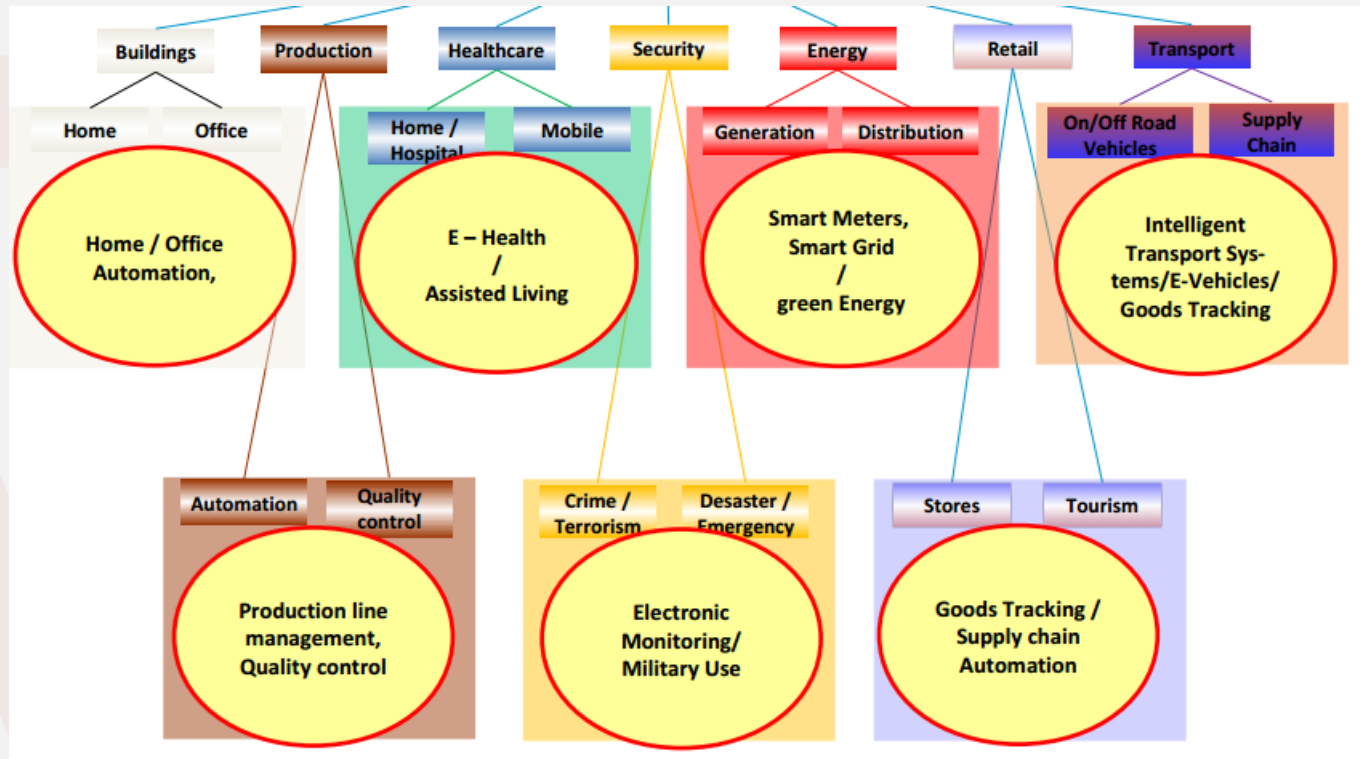 Buildings
Production
Healthcare
Security
Energy
Retail
Transport
Home
Office
Home /
Hospital
Mobile
Generation
Distribution
On/Off Road
Vehicles
Supply
Chain
Home / Office
Automation,
E – Health
/
Assisted Living
Smart Meters,
Smart Grid
/
green Energy
Intelligent
Transport Sys-
tems/E-Vehicles/
Goods Tracking
Automation
Quality
control
Crime /
Terrorism
Desaster /
Emergency
Stores
Tourism
Production line
management,
Quality control
Electronic
Monitoring/
Military Use
Goods Tracking /
Supply chain
Automation